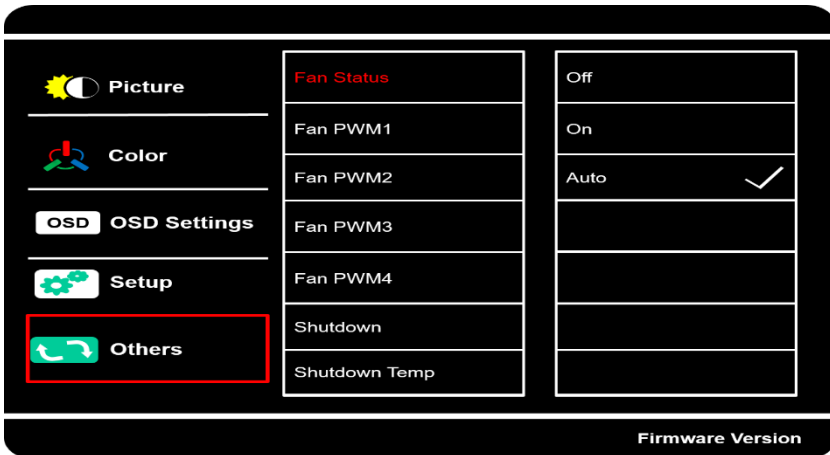 Picture
Color
OSD OSD Settings
Setup
Others
Fan Status
Fan PWM1
Fan PWM2
Fan PWM3
Fan PWM4
Shutdown
Shutdown Temp
Off
On
Auto
Firmware Version